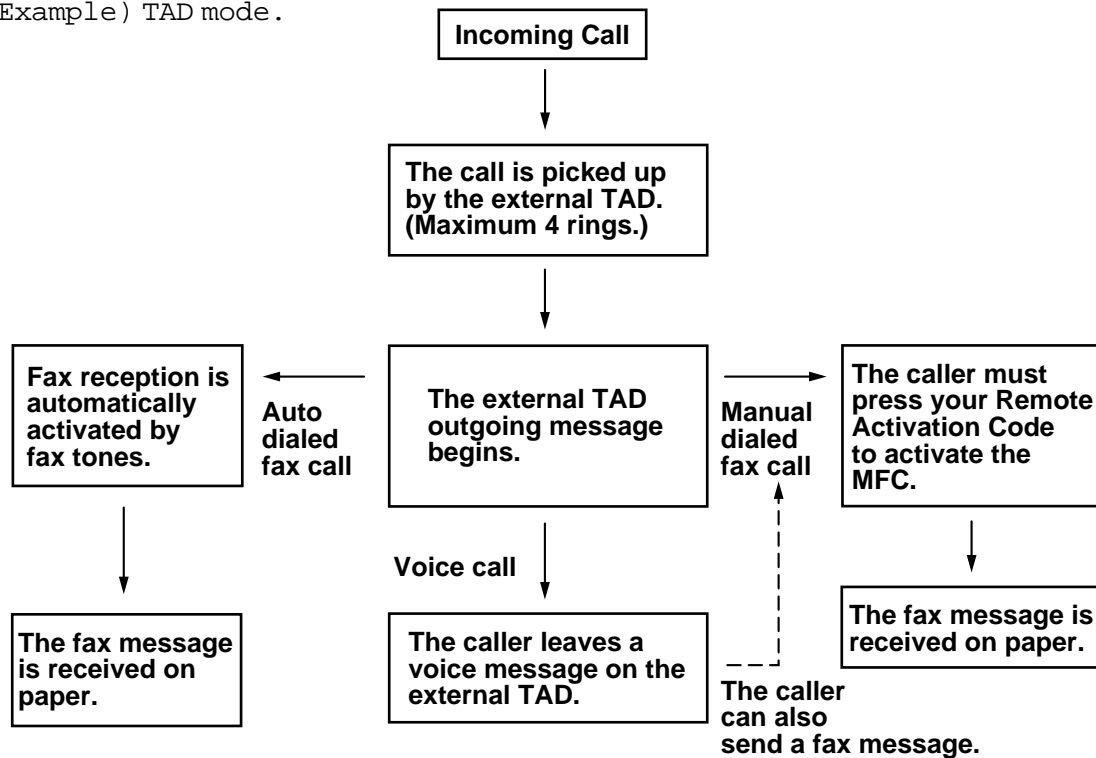 Example) TAD mode.
Incoming Call
The call is picked up
by the external TAD.
(Maximum 4 rings.)
Fax reception is
automatically
activated by
fax tones.
Auto
dialed
fax call
The external TAD
outgoing message
begins.
Manual
dialed
fax call
The caller must
press your Remote
Activation Code
to activate the
MFC.
Voice call
The fax message
is received on
paper.
The caller leaves a
voice message on the
external TAD.
The caller
can also
send a fax message.
The fax message is
received on paper.